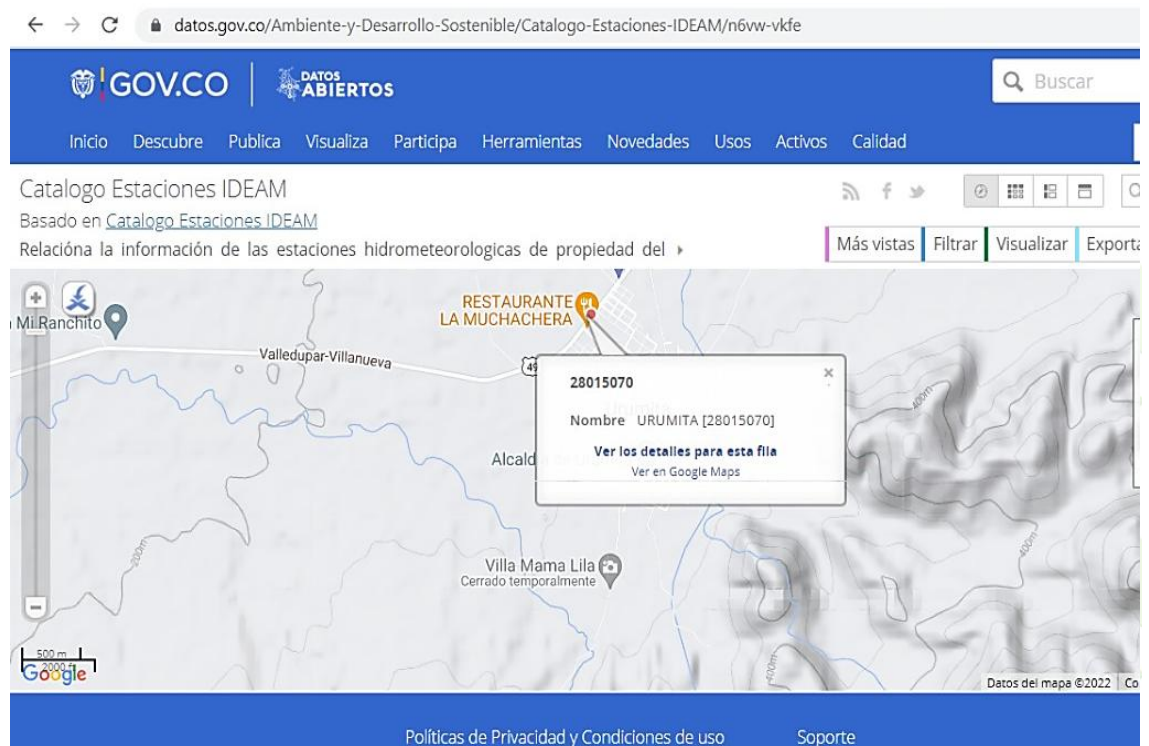 datos.gov.co/Ambiente-y-Desarrollo-Sostenible/Catalogo-Estaciones-IDEAM/n6vw-vkfe
GOV.CO
DATOS
ABIERTOS
Buscar
Inicio Descubre Publica Visualiza Participa Herramientas Novedades Usos Activos Calidad
Catalogo Estaciones IDEAM
Basado en Catalogo Estaciones IDEAM
Relacióna la información de las estaciones hidrometeorologicas de propiedad del
Más vistas Filtrar Visualizar Exporta
RESTAURANTE
LA MUCHACHERA
Mi Ranchito
Valledupar-Villanueva
49
28015070
Nombre URUMITA [28015070]
Ver los detalles para esta fila
Ver en Google Maps
Alcald
400m
200m
400m
400m
Villa Mama Lila
Cerrado temporalmente
500 m
2000 ft
Google
Datos del mapa ©2022 Co
Políticas de Privacidad y Condiciones de uso Soporte